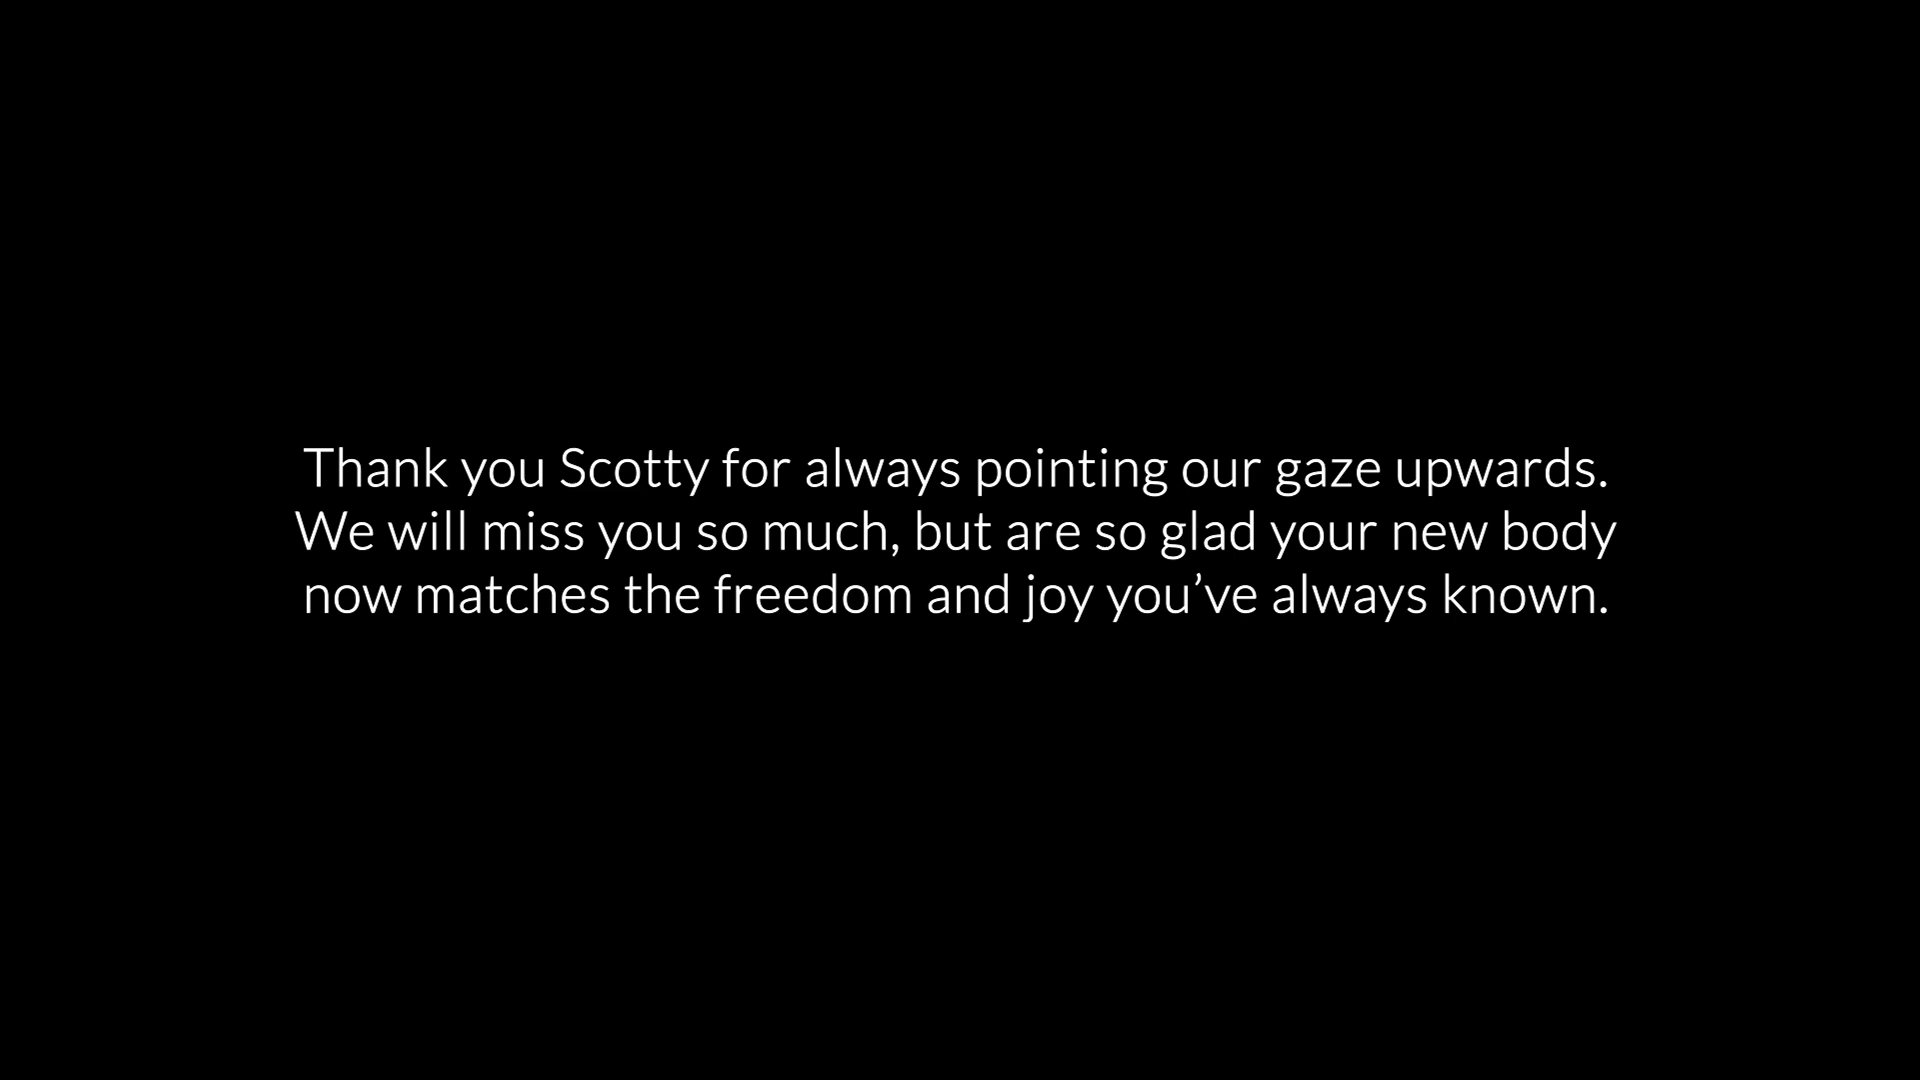 Thank you Scotty for always pointing our gaze upwards.
We will miss you so much, but are so glad your new body
now matches the freedom and joy you’ve always known.